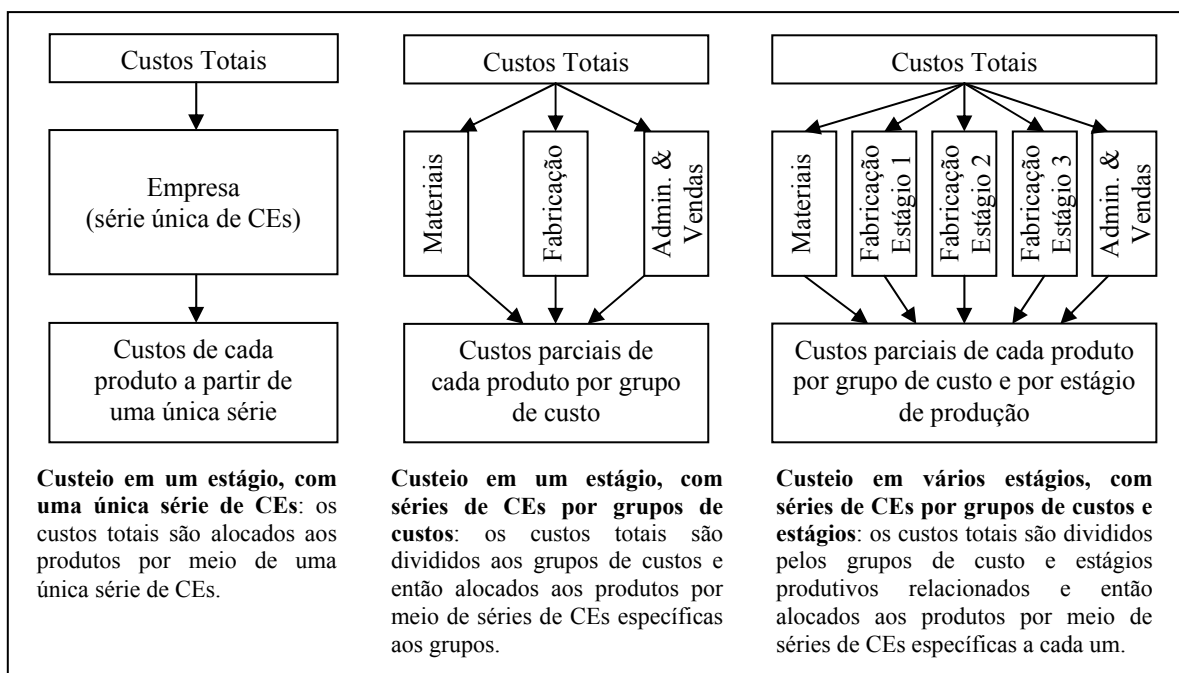 Custos Totais
Empresa
(série única de CEs)
Custos de cada
produto a partir de
uma única série
Custeio em um estágio, com
uma única série de CEs: os
custos totais são alocados aos
produtos por meio de uma
única série de CEs.
Custos Totais
Materiais
Fabricação
Admin. &
Vendas
Custos parciais de
cada produto por grupo
de custo
Custeio em um estágio, com
séries de CEs por grupos de
custos: os custos totais são
divididos aos grupos de custos e
então alocados aos produtos por
meio de séries de CEs específicas
aos grupos.
Custos Totais
Materiais
Fabricação
Estágio 1
Fabricação
Estágio 2
Fabricação
Estágio 3
Admin. &
Vendas
Custos parciais de cada produto
por grupo de custo e por estágio
de produção
Custeio em vários estágios, com
séries de CEs por grupos de custos e
estágios: os custos totais são divididos
pelos grupos de custo e estágios
produtivos relacionados e então
alocados aos produtos por meio de
séries de CEs específicas a cada um.